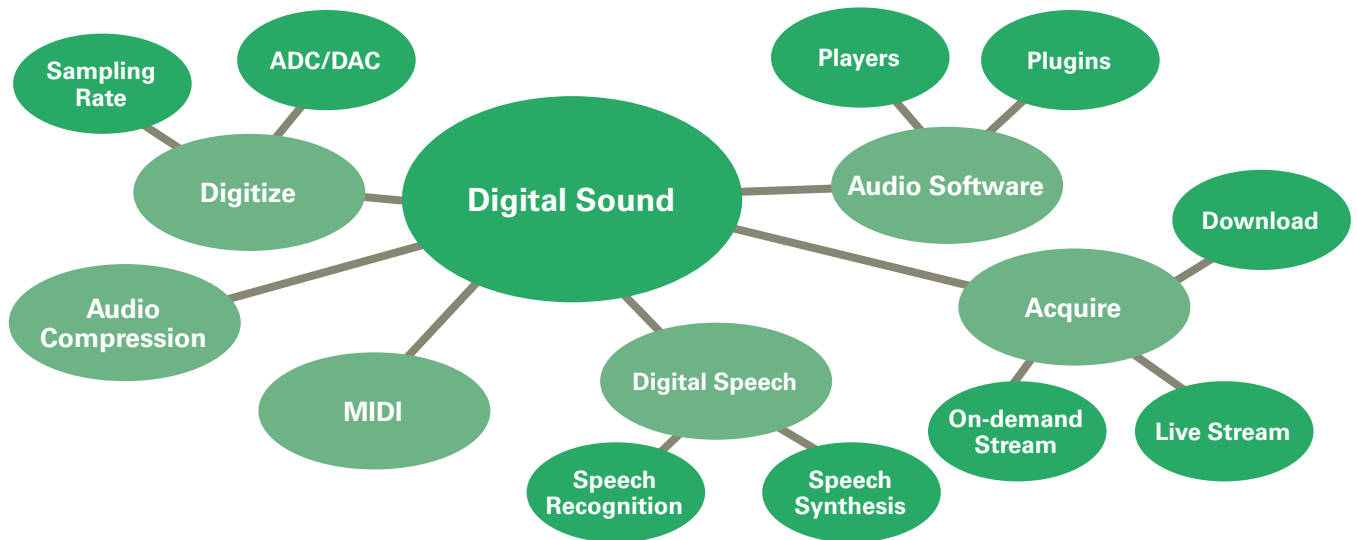 Sampling
Rate
ADC/DAC
Digitize
Digital Sound
Players
Plugins
Audio Software
Download
Acquire
On-demand
Stream
Live Stream
Audio
Compression
MIDI
Digital Speech
Speech
Recognition
Speech
Synthesis